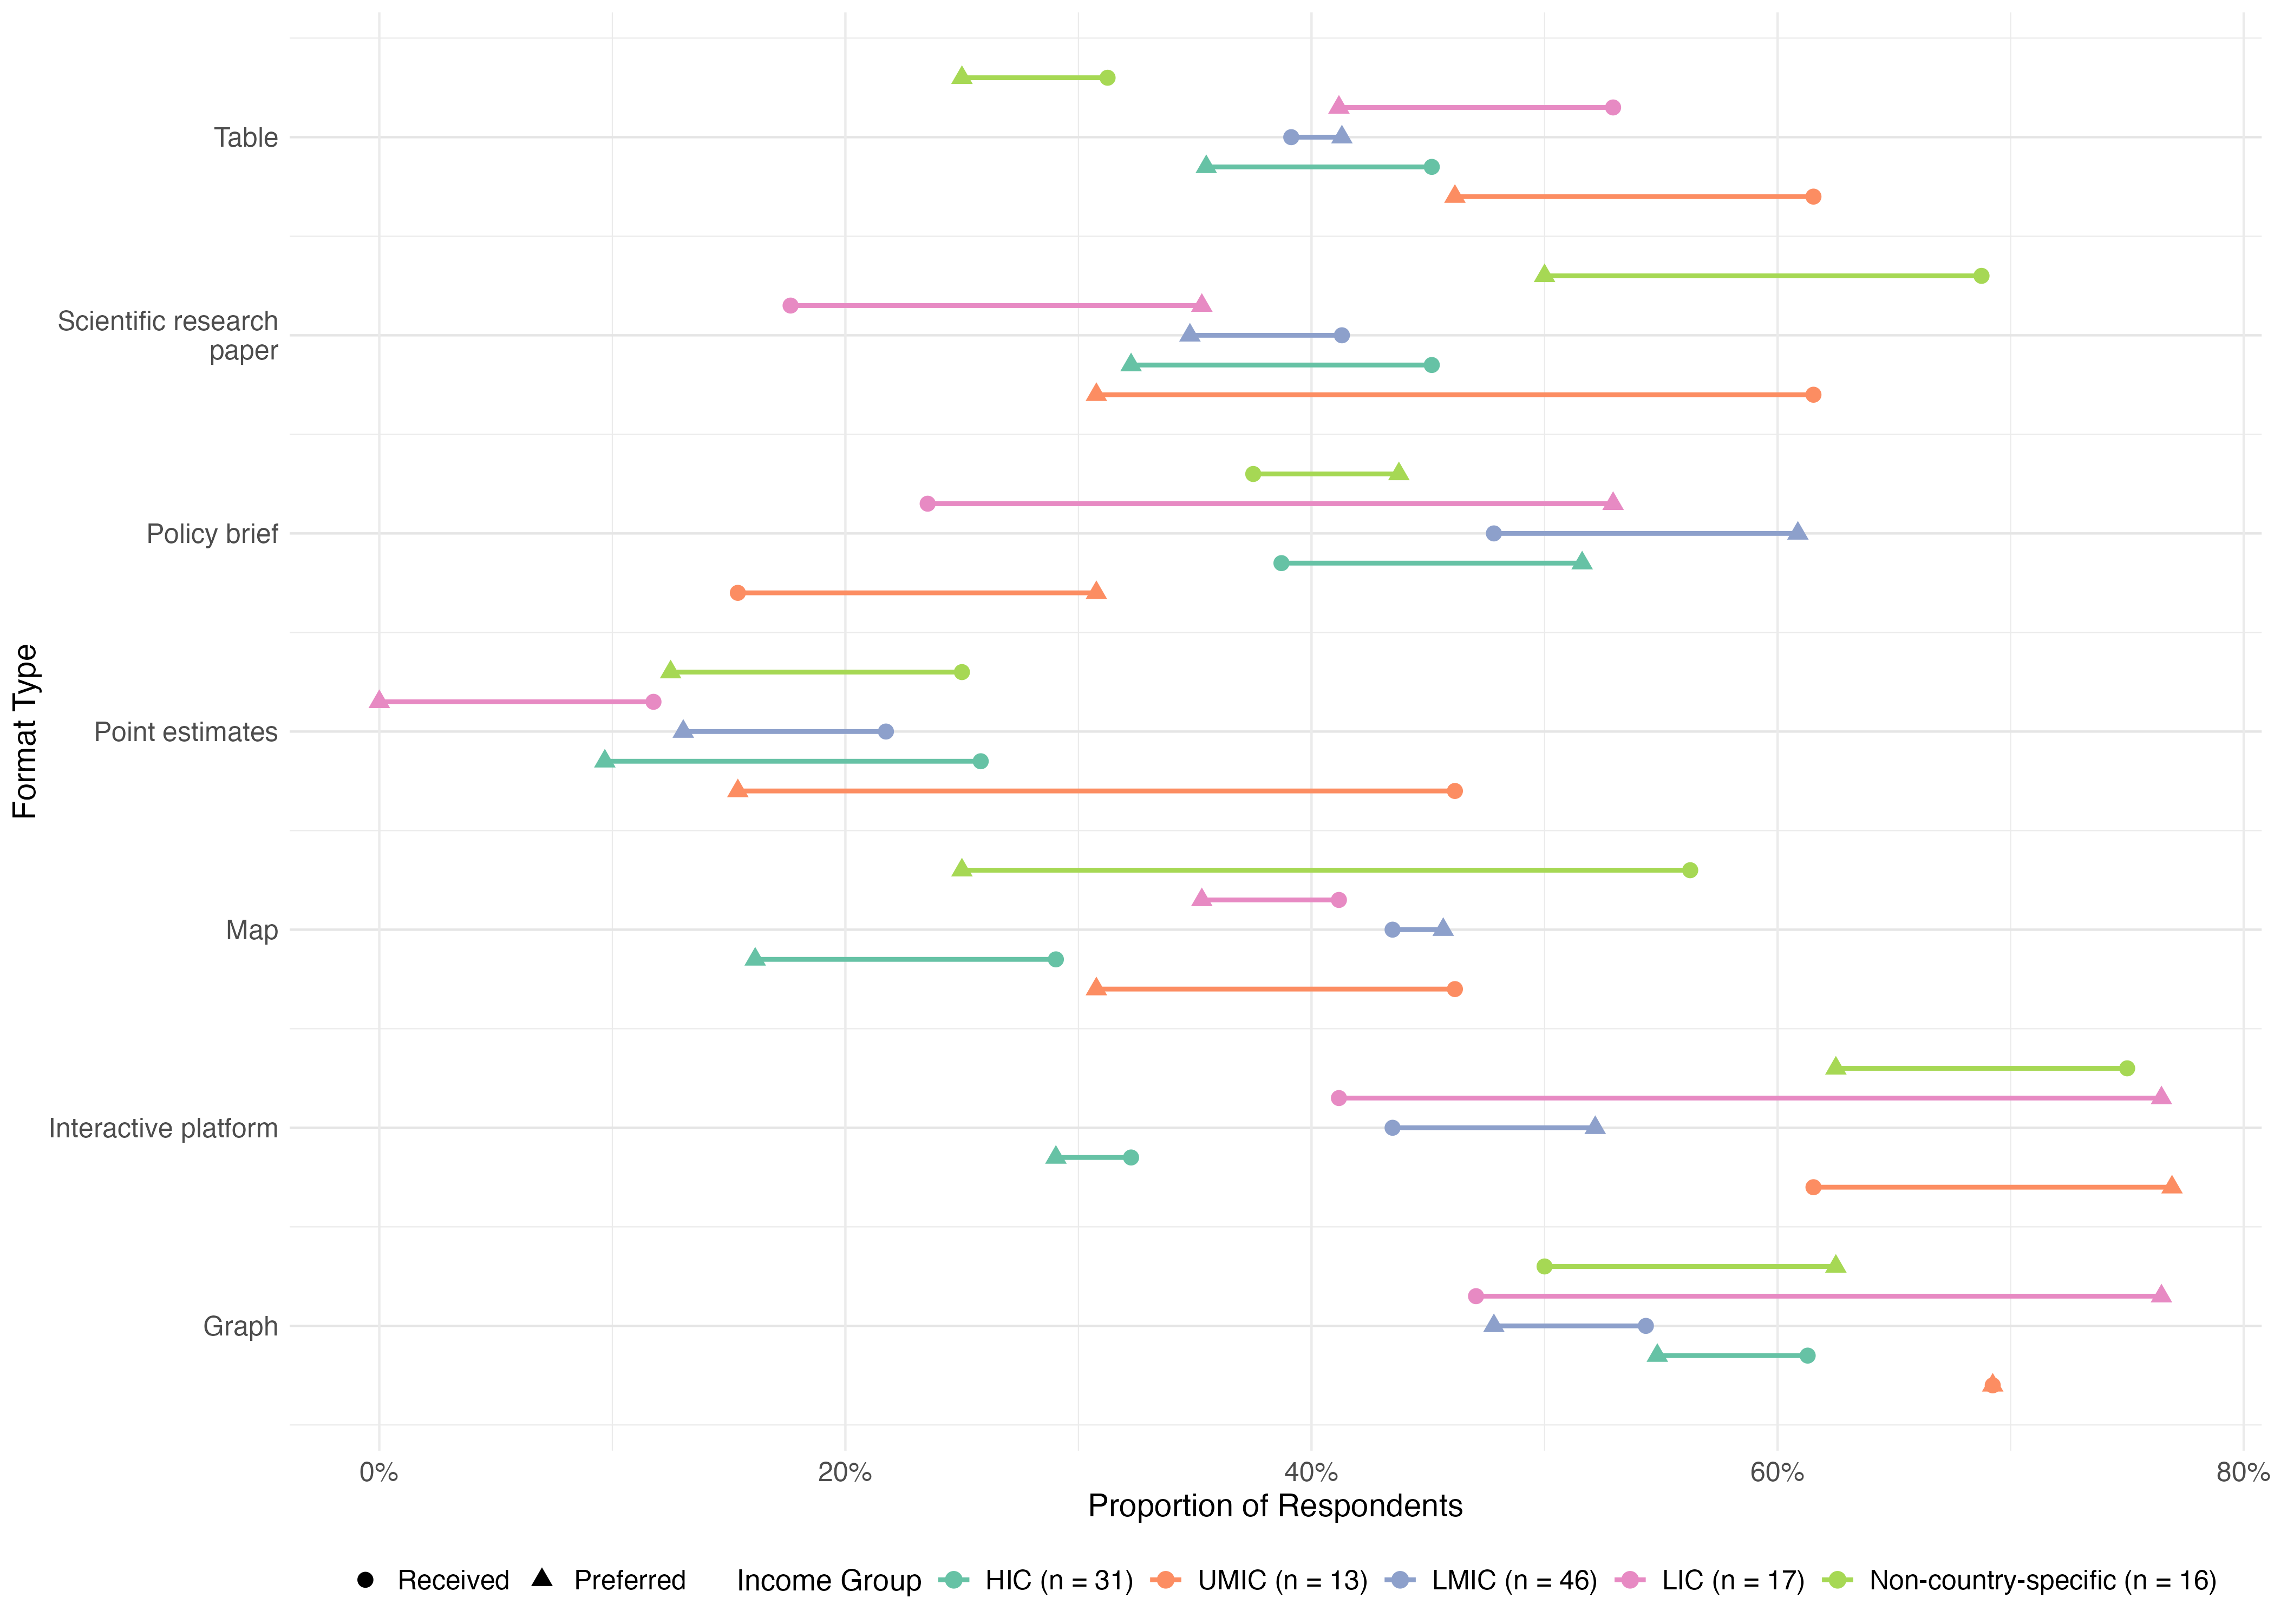 Format Type
Table
Scientific research
paper
Policy brief
Point estimates
Map
Interactive platform
Graph
0% 20% 40% 60% 80%
Proportion of Respondents
Received Preferred Income Group HIC (n = 31) UMIC (n = 13) LMIC (n = 46) LIC (n = 17) Non-country-specific (n = 16)